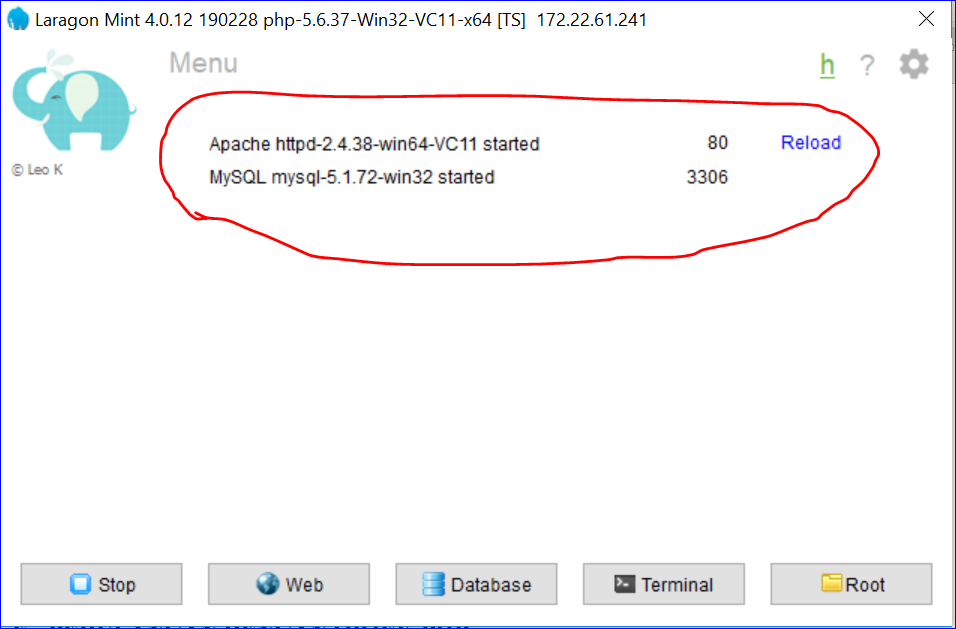 Laragon Mint 4.0.12 190228 php-5.6.37-Win32-VC11-x64 [TS] 172.22.61.241
Menu
h ?
© Leo K
Apache httpd-2.4.38-win64-VC11 started 80 Reload
MySQL mysql-5.1.72-win32 started 3306
Stop Web Database Terminal Root